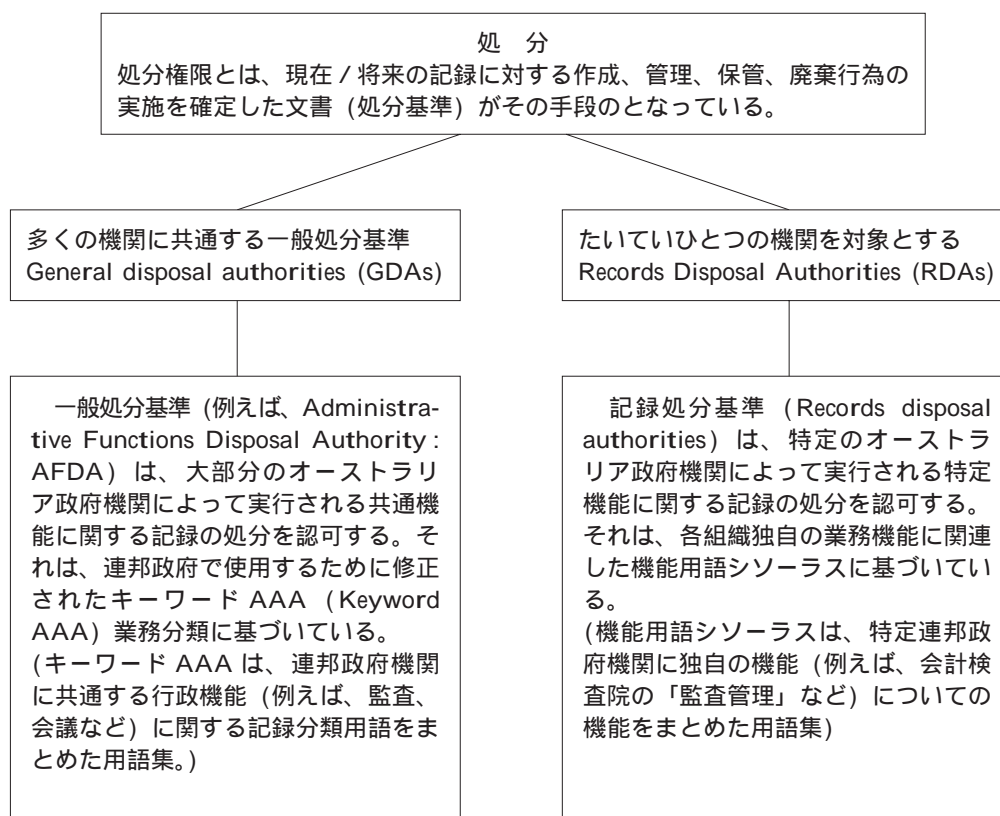 処 分
処分権限とは、現在 / 将来の記録に対する作成、管理、保管、廃棄行為の
実施を確定した文書 (処分基準) がその手段のとなっている。
多くの機関に共通する一般処分基準
General disposal authorities (GDAs)
たいていひとつの機関を対象とする
Records Disposal Authorities (RDAs)
一般処分基準 (例えば、Administra-
tive Functions Disposal Authority :
AFDA) は、大部分のオーストラリ
ア政府機関によって実行される共通機
能に関する記録の処分を認可する。そ
れは、連邦政府で使用するために修正
されたキーワード AAA (Keyword
AAA) 業務分類に基づいている。
(キーワード AAA は、連邦政府機関
に共通する行政機能 (例えば、監査、
会議など) に関する記録分類用語をま
とめた用語集。)
記録処分基準 (Records disposal
authorities) は、特定のオーストラ
リア政府機関によって実行される特定
機能に関する記録の処分を認可する。
それは、各組織独自の業務機能に関連
した機能用語シソーラスに基づいてい
る。
(機能用語シソーラスは、特定連邦政
府機関に独自の機能 (例えば、会計検
査院の「監査管理」など) についての
機能をまとめた用語集)